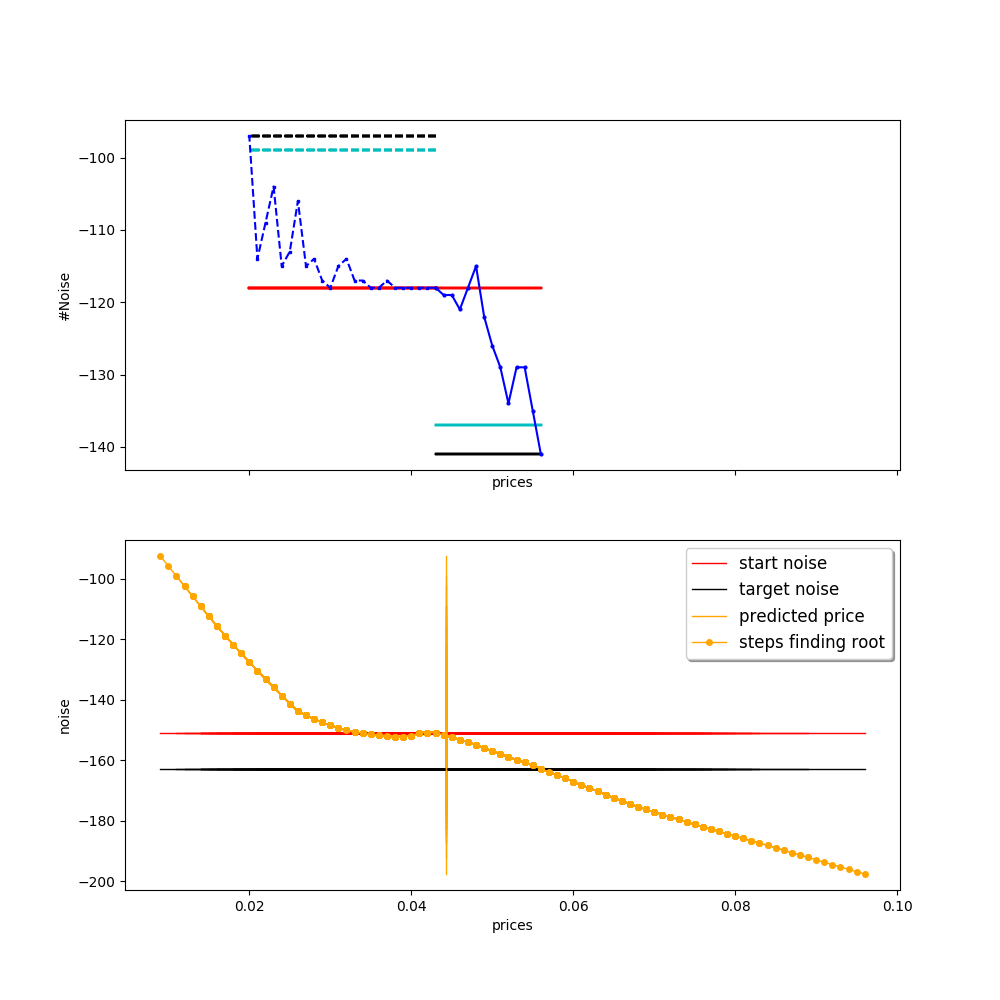 −100
−110
−120
−130
−140
#Noise
prices
−100
−120
−140
−160
−180
−200
noise
start noise
target noise
predicted price
steps finding root
0.02 0.04 0.06 0.08 0.10
prices